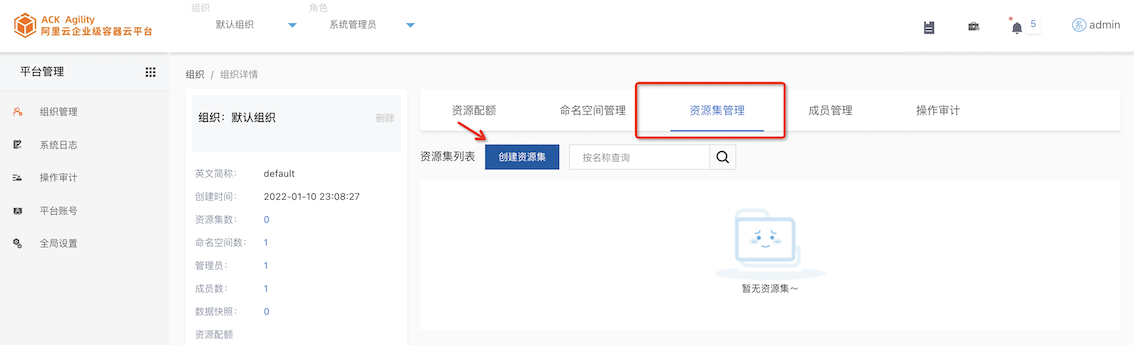 组织
角色
ACK Agility
阿里云企业级容器云平台
默认组织
系统管理员
5
系 admin
平台管理
组织管理
系统日志
操作审计
平台账号
全局设置
组织 / 组织详情
组织：默认组织
删除
英文简称： default
创建时间： 2022-01-10 23:08:27
资源集数： 0
命名空间数： 1
管理员： 1
成员数： 1
数据快照： 0
资源配额
资源配额 命名空间管理 资源集管理 成员管理 操作审计
资源集列表 创建资源集 按名称查询
暂无资源集～